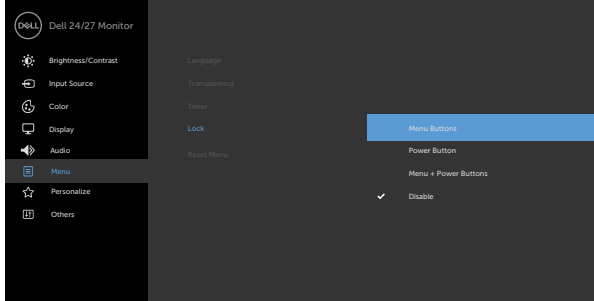 DELL
Dell 24/27 Monitor
Brightness/Contrast
Input Source
Color
Display
Audio
Menu
Personalize
Others
Language
Transparency
Timer
Lock
Reset Menu
Menu Buttons
Power Button
Menu + Power Buttons
Disable